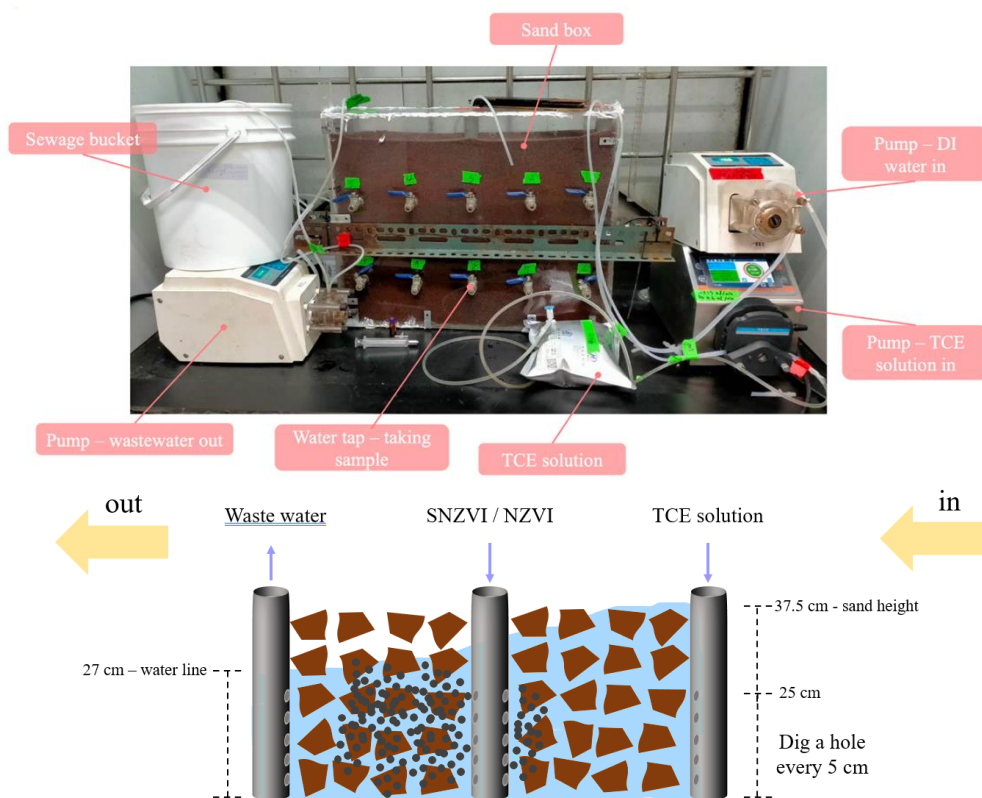 Sand box
Sewage bucket
Pump – DI
water in
Pump – TCE
solution in
Pump – wastewater out
Water tap – taking
sample
TCE solution
out
Waste water
SNZVI / NZVI
TCE solution
in
37.5 cm - sand height
27 cm – water line
25 cm
Dig a hole
every 5 cm